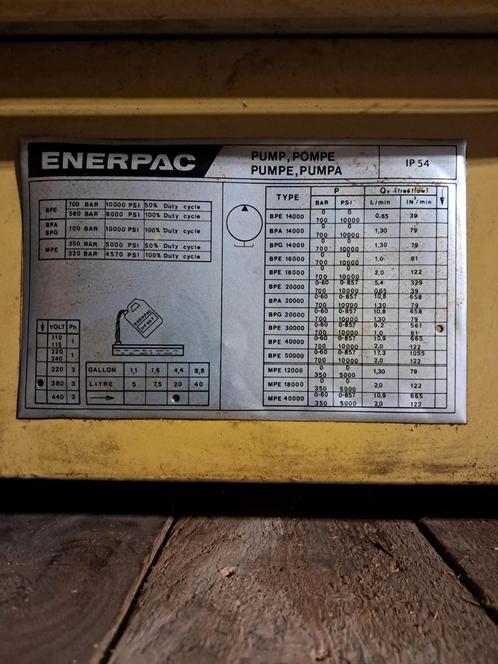 ENERPAC
PUMP, POMPE
PUMPE, PUMPA
IP 54
BPE 700 BAR 10000 PSI 50% Duty cycle
560 BAR 8000 PSI 100% Duty cycle
BPA
BPG 700 BAR 10000 PSI 100% Duty cycle
MPE 350 BAR 5000 PSI 50% Duty cycle
320 BAR 4570 PSI 100% Duty cycle
TYPE P Qv (free flow)
BAR PSI L/min IN³/min
BPE 14000 0 700 0 10000 0,65 39
BPA 14000 0 700 0 10000 1,30 79
BPG 14000 0 700 0 10000 1,30 79
BPE 16000 0 700 0 10000 1,0 61
BPE 18000 0 700 0 10000 2,0 122
BPE 20000 0-60 700 0-857 10000 5,4 0,65 329 39
BPA 20000 0-60 700 0-857 10000 10,8 1,30 658 79
BPG 20000 0-60 700 0-857 10000 10,8 1,30 658 79
BPE 30000 0-60 700 0-857 10000 9,2 1,0 561 61
BPE 40000 0-60 700 0-857 10000 10,9 2,0 665 122
BPE 50000 0-60 700 0-857 10000 17,3 2,0 1055 122
MPE 12000 0 350 0 5000 1,30 79
MPE 18000 0 350 0 5000 2,0 122
MPE 40000 0-60 350 0-857 5000 10,9 2,0 665 122
ENERPAC
VOLT Ph
110
115 1
220
240 1
220 3
380 3
440 3
GALLON 1,1 1,6 4,4 8,8
LITRE 5 7,5 20 40